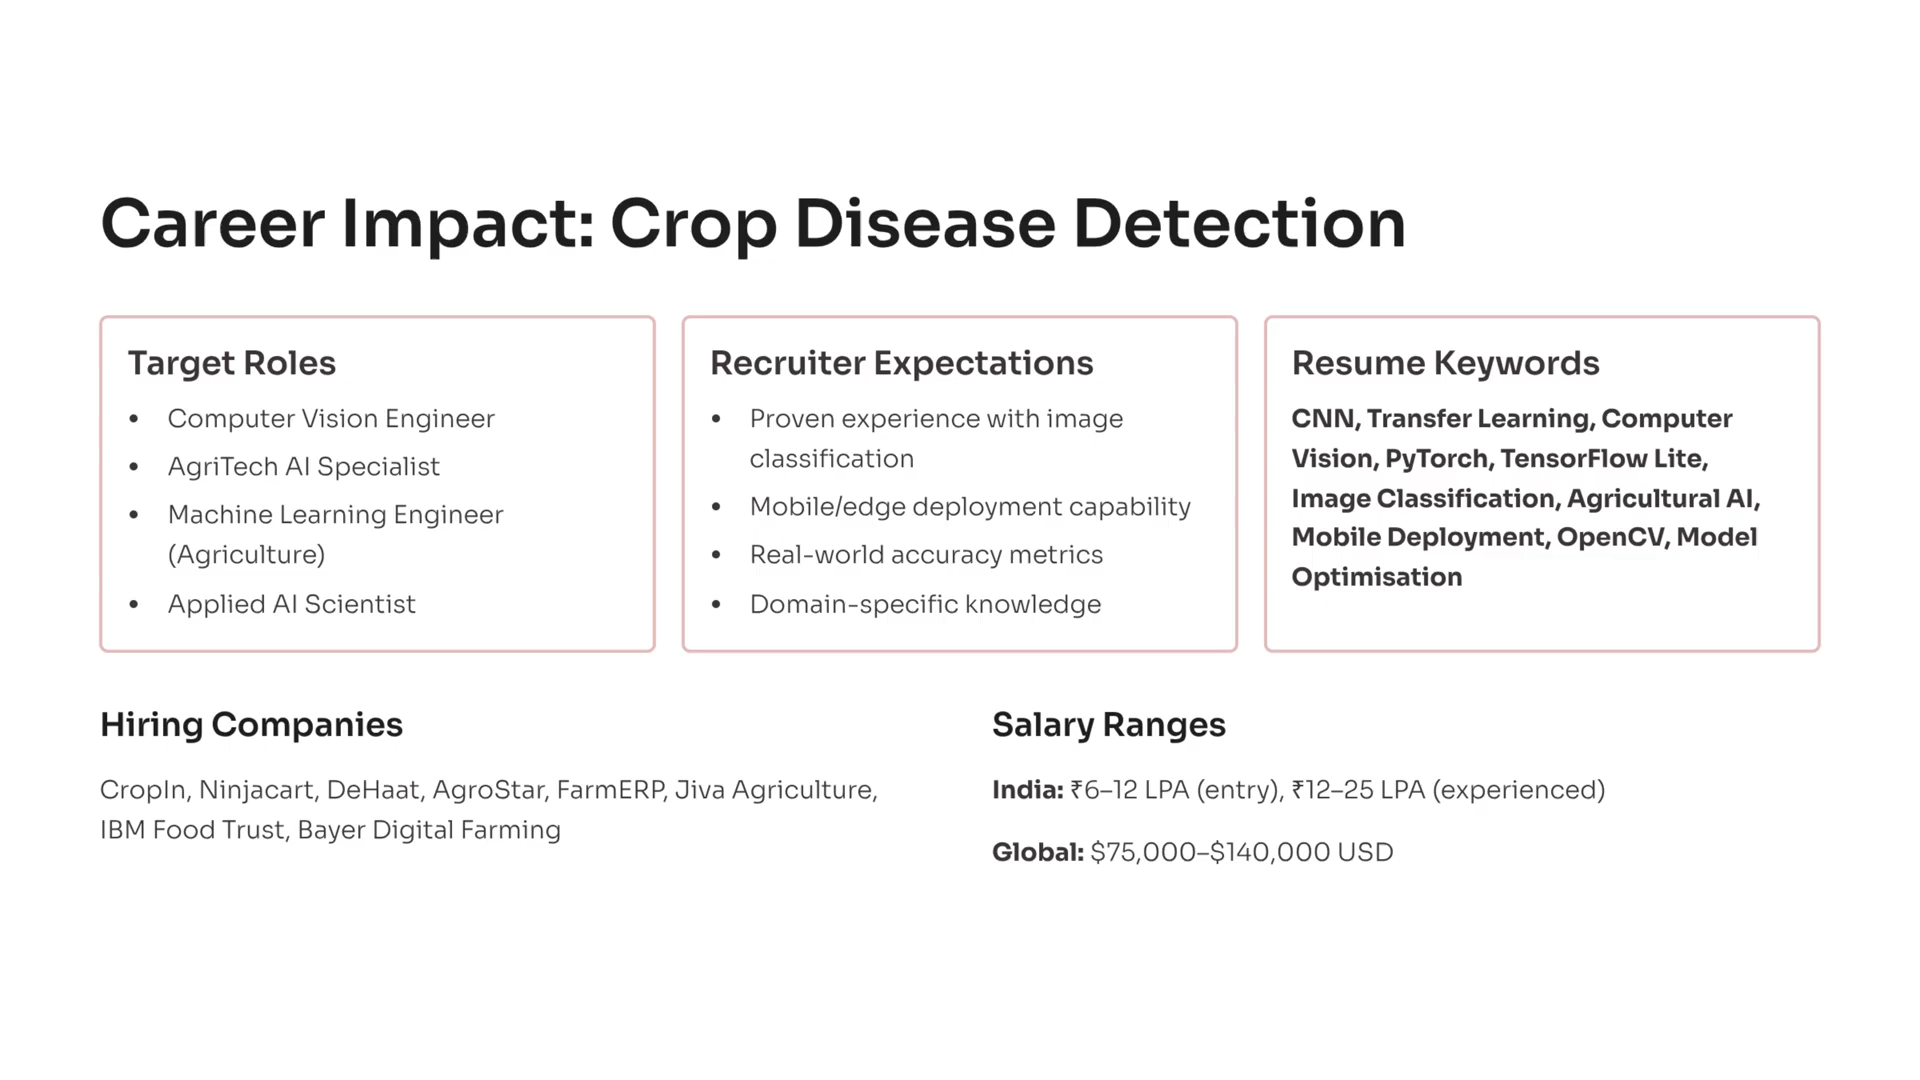 Career Impact: Crop Disease Detection
Target Roles
• Computer Vision Engineer
• AgriTech AI Specialist
• Machine Learning Engineer
(Agriculture)
• Applied AI Scientist
Recruiter Expectations
• Proven experience with image
classification
• Mobile/edge deployment capability
• Real-world accuracy metrics
• Domain-specific knowledge
Resume Keywords
CNN, Transfer Learning, Computer
Vision, PyTorch, TensorFlow Lite,
Image Classification, Agricultural AI,
Mobile Deployment, OpenCV, Model
Optimisation
Hiring Companies
CropIn, Ninjacart, DeHaat, AgroStar, FarmERP, Jiva Agriculture,
IBM Food Trust, Bayer Digital Farming
Salary Ranges
India: ₹6–12 LPA (entry), ₹12–25 LPA (experienced)
Global: $75,000–$140,000 USD